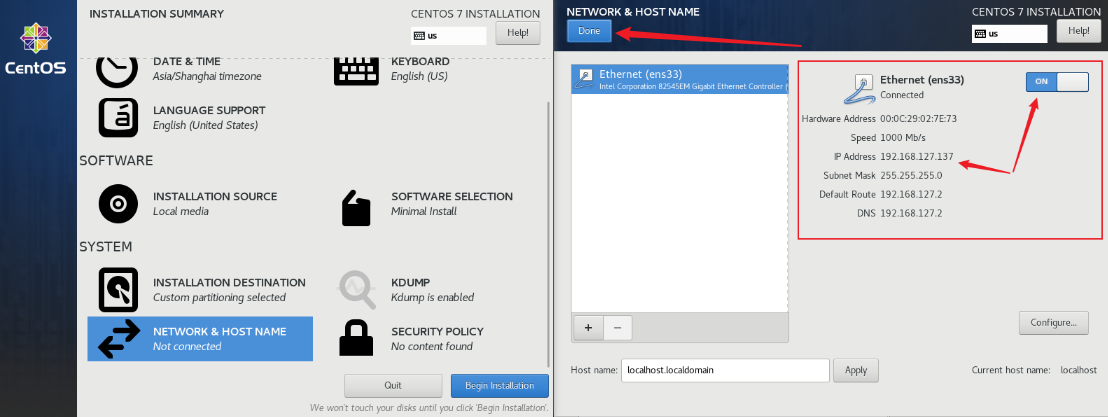 INSTALLATION SUMMARY
CENTOS 7 INSTALLATION
us
Help!
CentOS
DATE & TIME
Asia/Shanghai timezone
KEYBOARD
English (US)
LANGUAGE SUPPORT
English (United States)
SOFTWARE
INSTALLATION SOURCE
Local media
SOFTWARE SELECTION
Minimal Install
SYSTEM
INSTALLATION DESTINATION
Custom partitioning selected
KDUMP
Kdump is enabled
NETWORK & HOST NAME
Not connected
SECURITY POLICY
No content found
Quit
Begin Installation
We won't touch your disks until you click 'Begin Installation'.
NETWORK & HOST NAME
CENTOS 7 INSTALLATION
Done
us
Help!
Ethernet (ens33)
Intel Corporation 82545EM Gigabit Ethernet Controller (
Ethernet (ens33)
Connected
ON
Hardware Address 00:0C:29:02:7E:73
Speed 1000 Mb/s
IP Address 192.168.127.137
Subnet Mask 255.255.255.0
Default Route 192.168.127.2
DNS 192.168.127.2
+ −
Configure...
Host name: localhost.localdomain Apply
Current host name: localhost